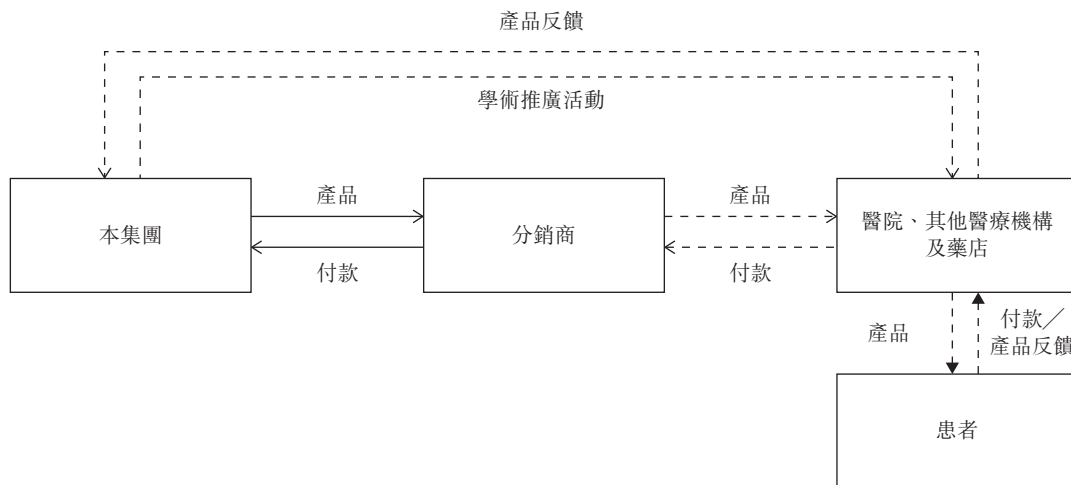 產品反饋
學術推廣活動
本集團
產品
付款
分銷商
產品
付款
醫院、其他醫療機構
及藥店
產品
付款／
產品反饋
患者